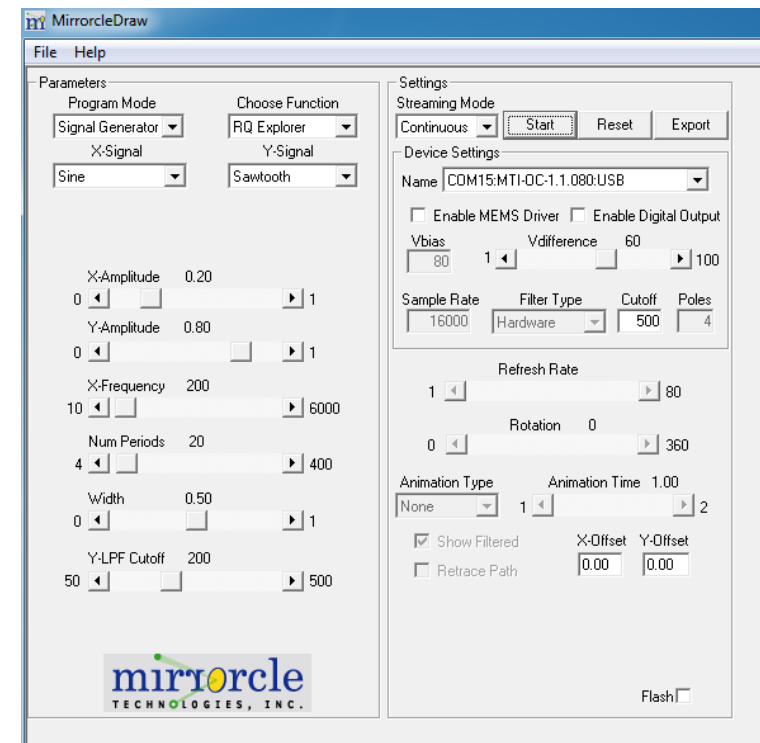 MirrorcleDraw
File Help
Parameters
Program Mode Choose Function
Signal Generator RQ Explorer
X-Signal Y-Signal
Sine Sawtooth
X-Amplitude 0.20
0 1
Y-Amplitude 0.80
0 1
X-Frequency 200
10 6000
Num Periods 20
4 400
Width 0.50
0 1
Y-LPF Cutoff 200
50 500
mirrorcle
TECHNOLOGIES, INC.
Settings
Streaming Mode
Continuous Start Reset Export
Device Settings
Name COM15:MTI-OC-1.1.080:USB
Enable MEMS Driver Enable Digital Output
Vbias Vdifference 60
80 1 100
Sample Rate Filter Type Cutoff Poles
16000 Hardware 500 4
Refresh Rate
1 80
Rotation 0
0 360
Animation Type Animation Time 1.00
None 1 2
Show Filtered X-Offset Y-Offset
Retrace Path 0.00 0.00
Flash